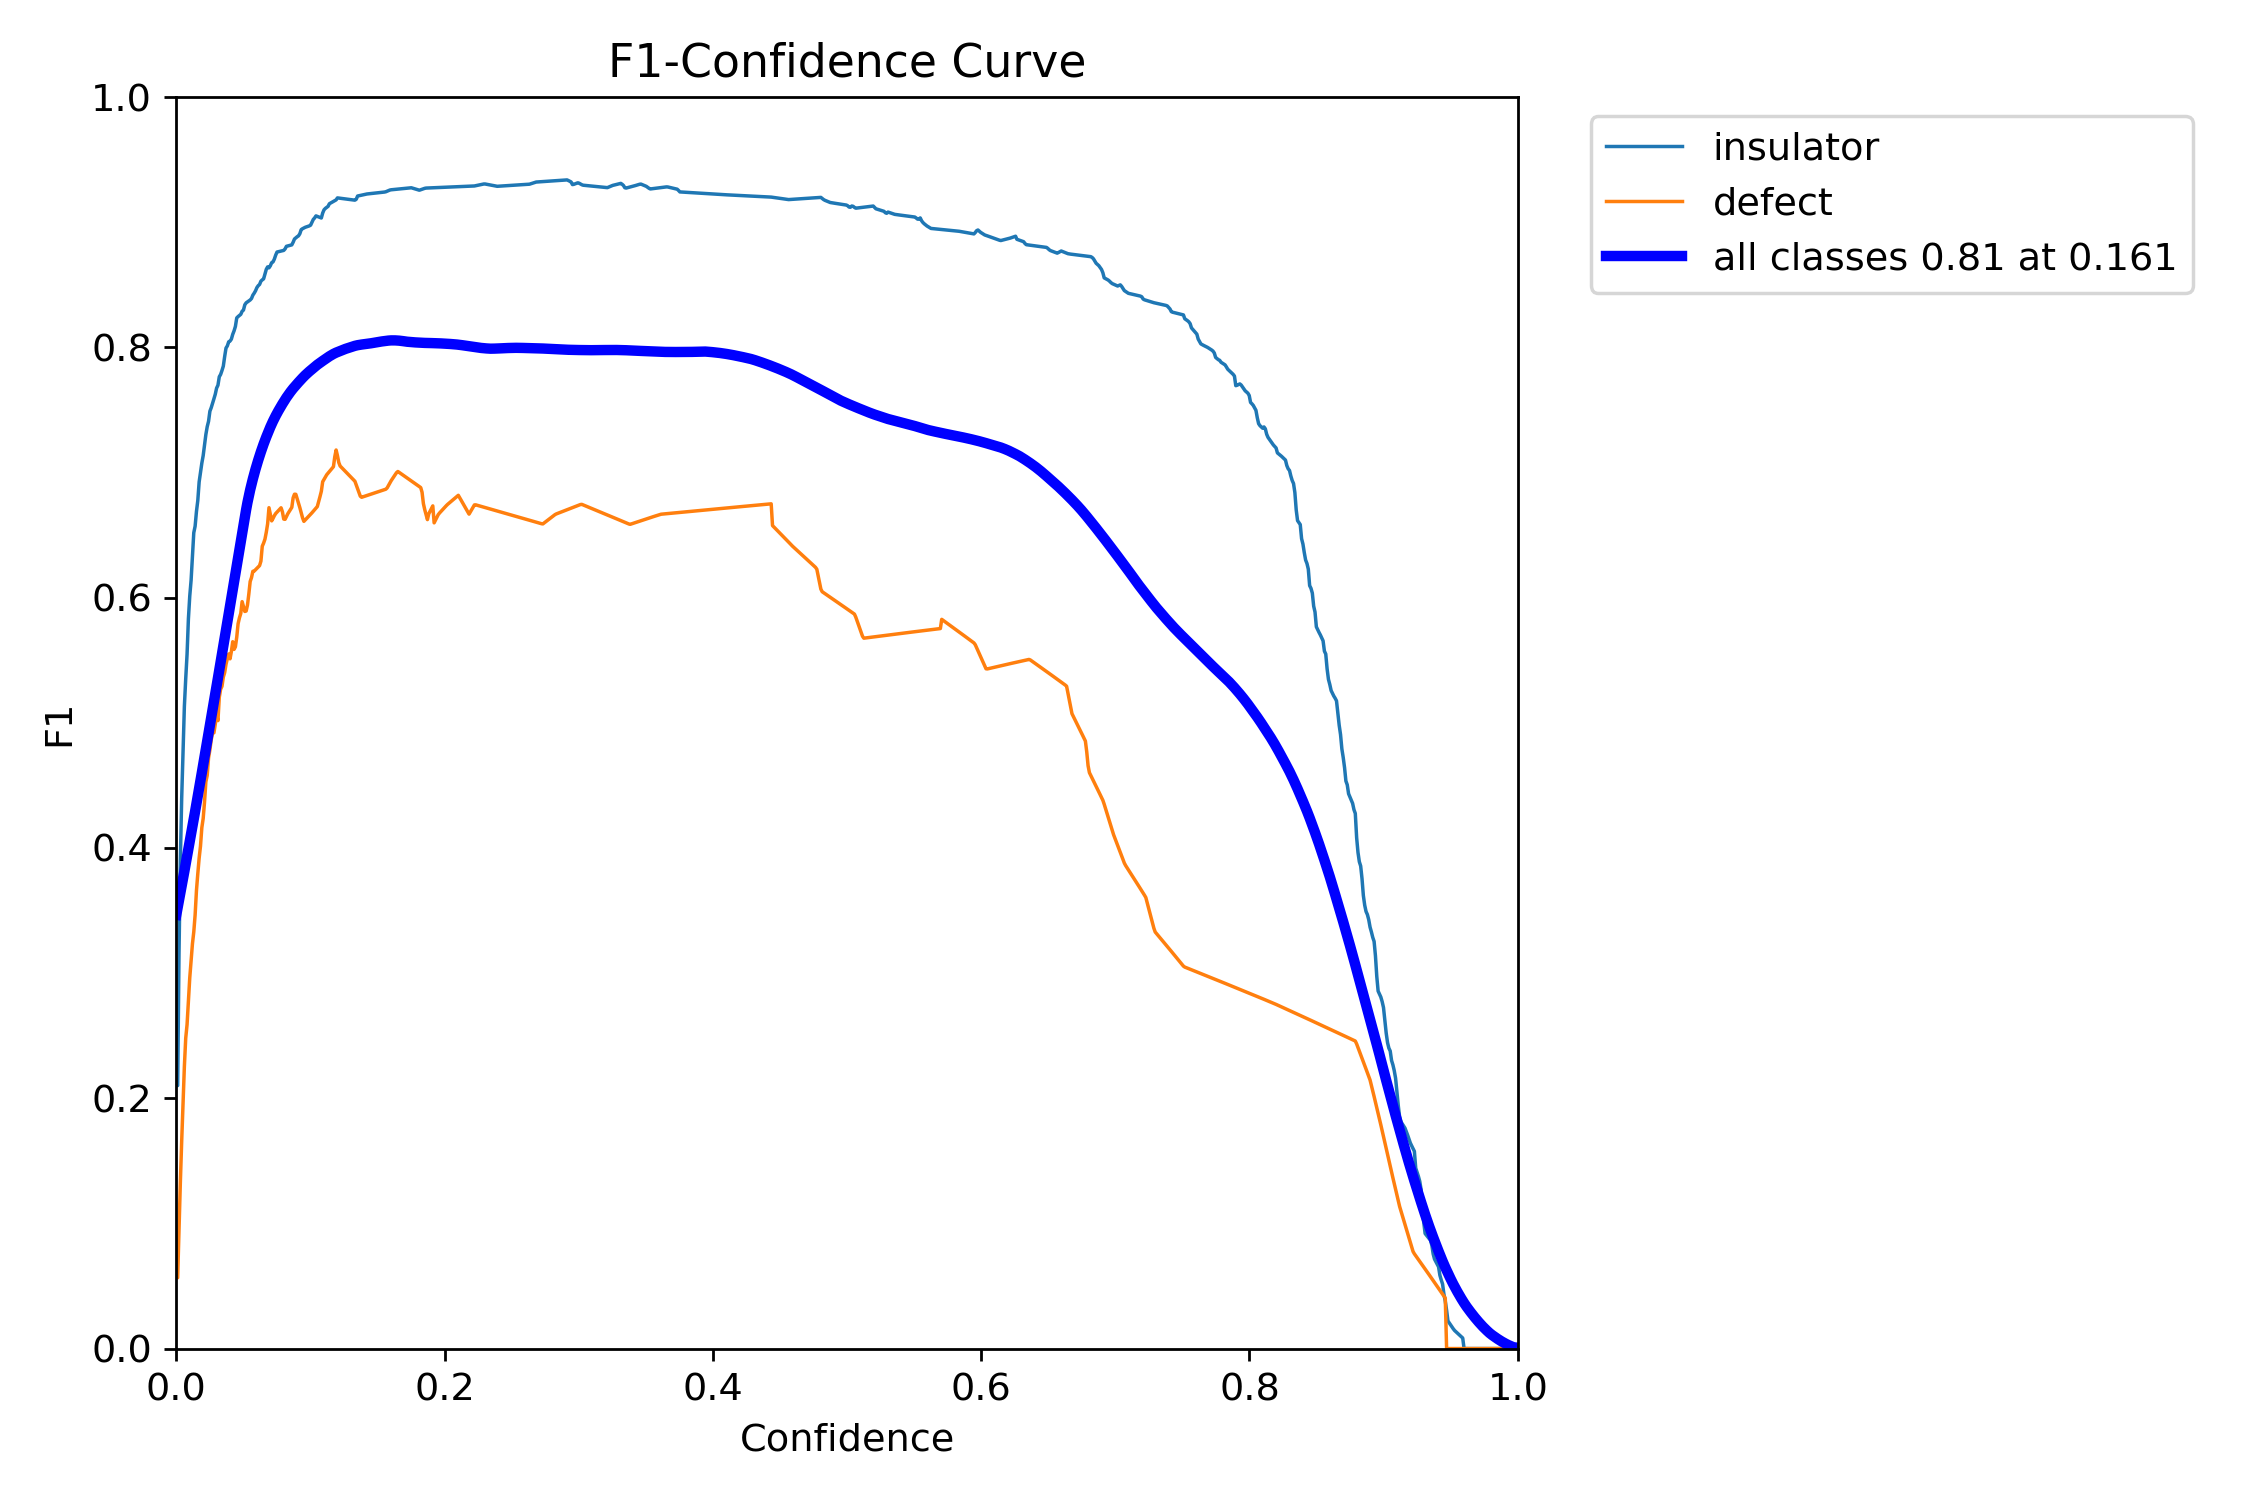 F1-Confidence Curve
insulator
defect
all classes 0.81 at 0.161
1.0
0.8
0.6
0.4
0.2
0.0
F1
0.0 0.2 0.4 0.6 0.8 1.0
Confidence